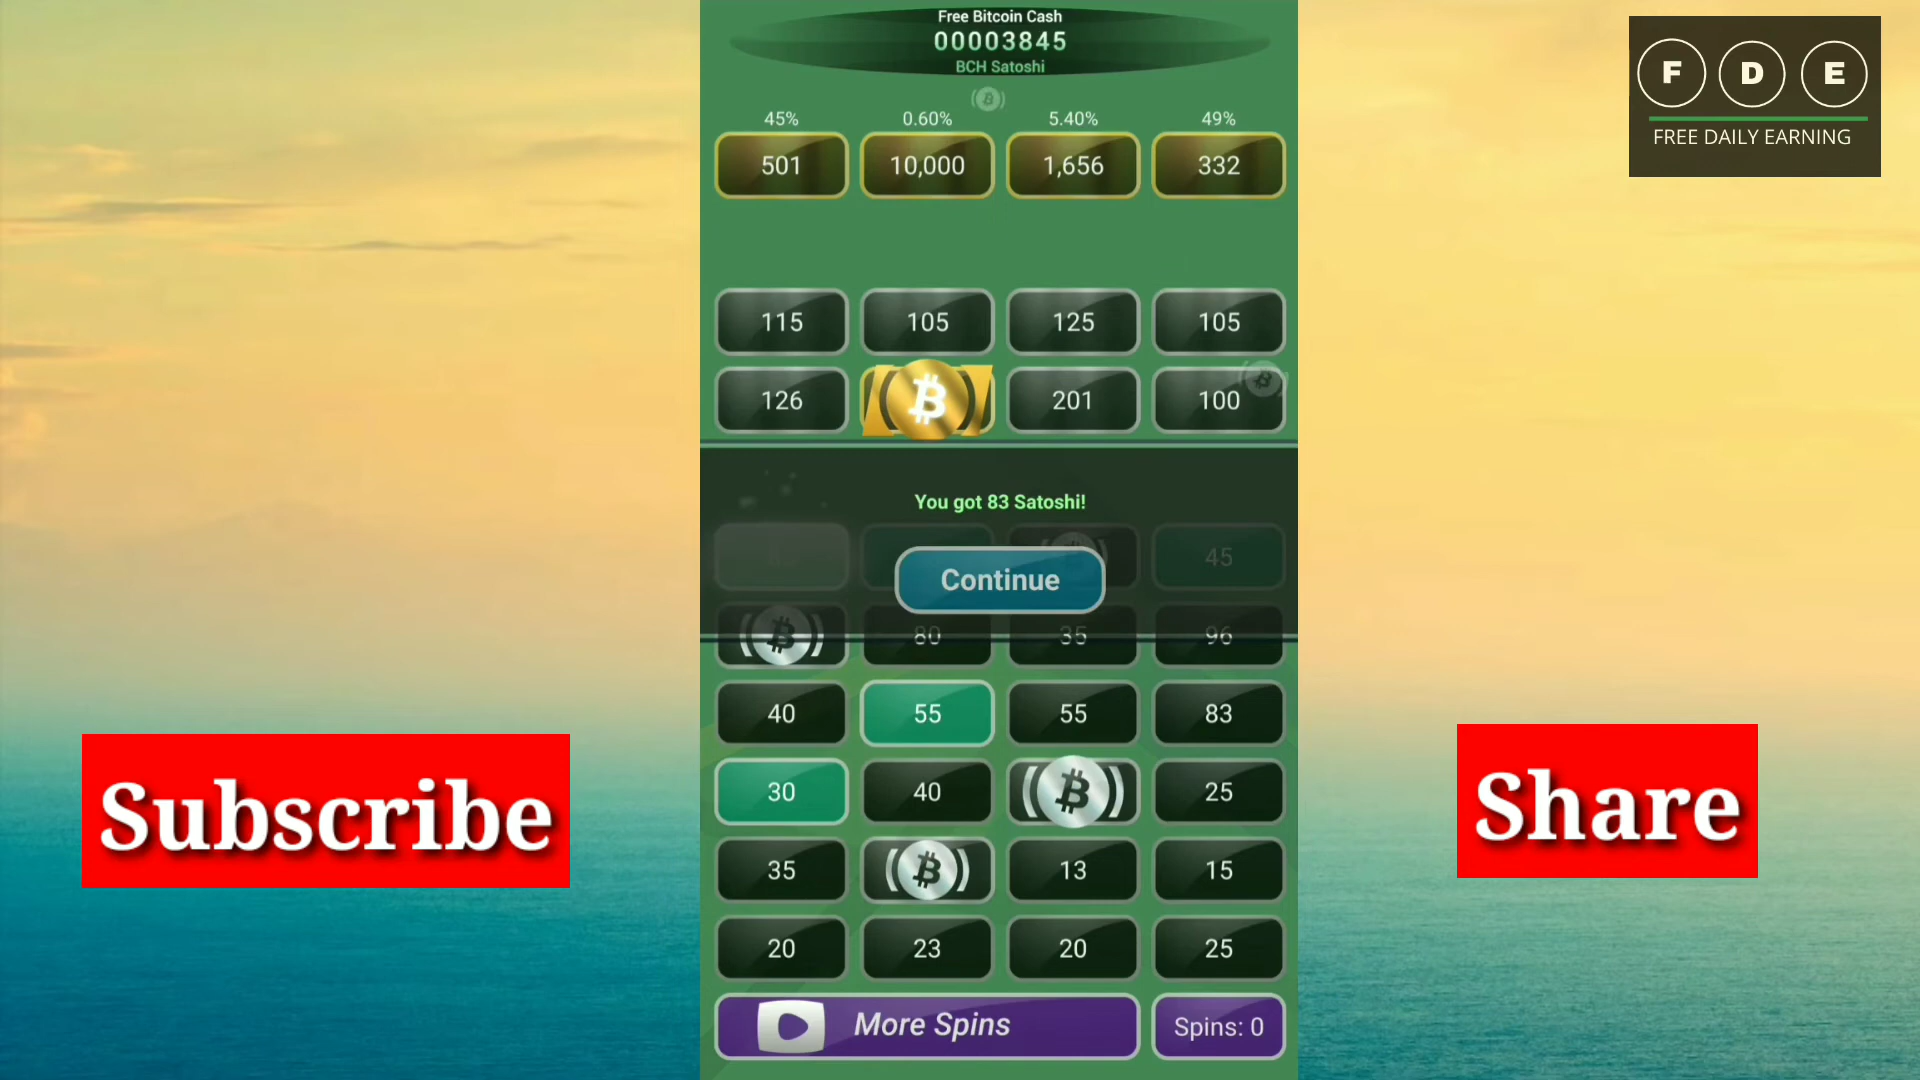 Free Bitcoin Cash
00003845
BCH Satoshi
45% 0.60% 5.40% 49%
501 10,000 1,656 332
115 105 125 105
126 201 100
You got 83 Satoshi!
45
Continue
80 35 96
40 55 55 83
30 40 25
35 13 15
20 23 20 25
More Spins Spins: 0
F D E
FREE DAILY EARNING
Subscribe
Share